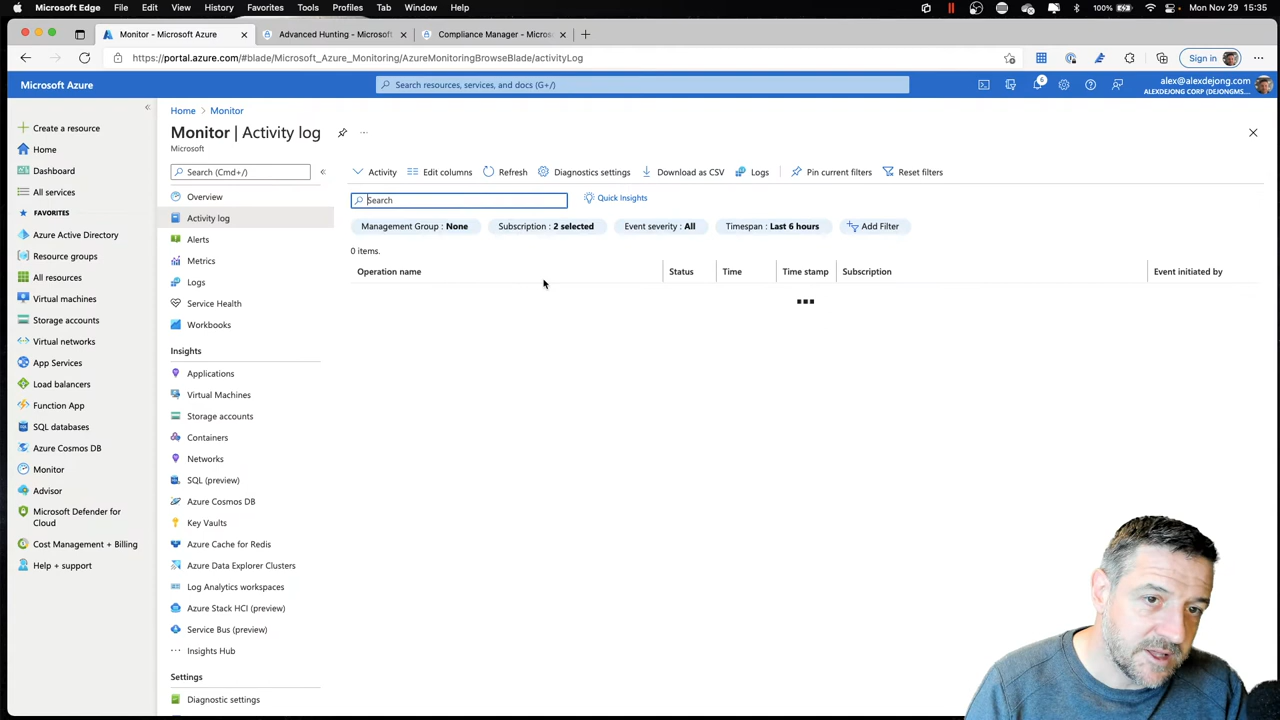 Microsoft Edge File Edit View History Favorites Tools Profiles Tab Window Help 100% Mon Nov 29 15:35
Monitor - Microsoft Azure Advanced Hunting - Microsoft Compliance Manager - Micros
https://portal.azure.com/#blade/Microsoft_Azure_Monitoring/AzureMonitoringBrowseBlade/activityLog Sign in
Microsoft Azure Search resources, services, and docs (G+/) 6 alex@alexdejong.com
ALEXDEJONG CORP (DEJONGMS...
Create a resource
Home
Dashboard
All services
FAVORITES
Azure Active Directory
Resource groups
All resources
Virtual machines
Storage accounts
Virtual networks
App Services
Load balancers
Function App
SQL databases
Azure Cosmos DB
Monitor
Advisor
Microsoft Defender for
Cloud
Cost Management + Billing
Help + support
Home > Monitor
Monitor | Activity log
Microsoft
Search (Cmd+/)
Overview
Activity log
Alerts
Metrics
Logs
Service Health
Workbooks
Insights
Applications
Virtual Machines
Storage accounts
Containers
Networks
SQL (preview)
Azure Cosmos DB
Key Vaults
Azure Cache for Redis
Azure Data Explorer Clusters
Log Analytics workspaces
Azure Stack HCI (preview)
Service Bus (preview)
Insights Hub
Settings
Diagnostic settings
Activity Edit columns Refresh Diagnostics settings Download as CSV Logs Pin current filters Reset filters
Search Quick Insights
Management Group : None Subscription : 2 selected Event severity : All Timespan : Last 6 hours Add Filter
0 items.
Operation name Status Time Time stamp Subscription Event initiated by